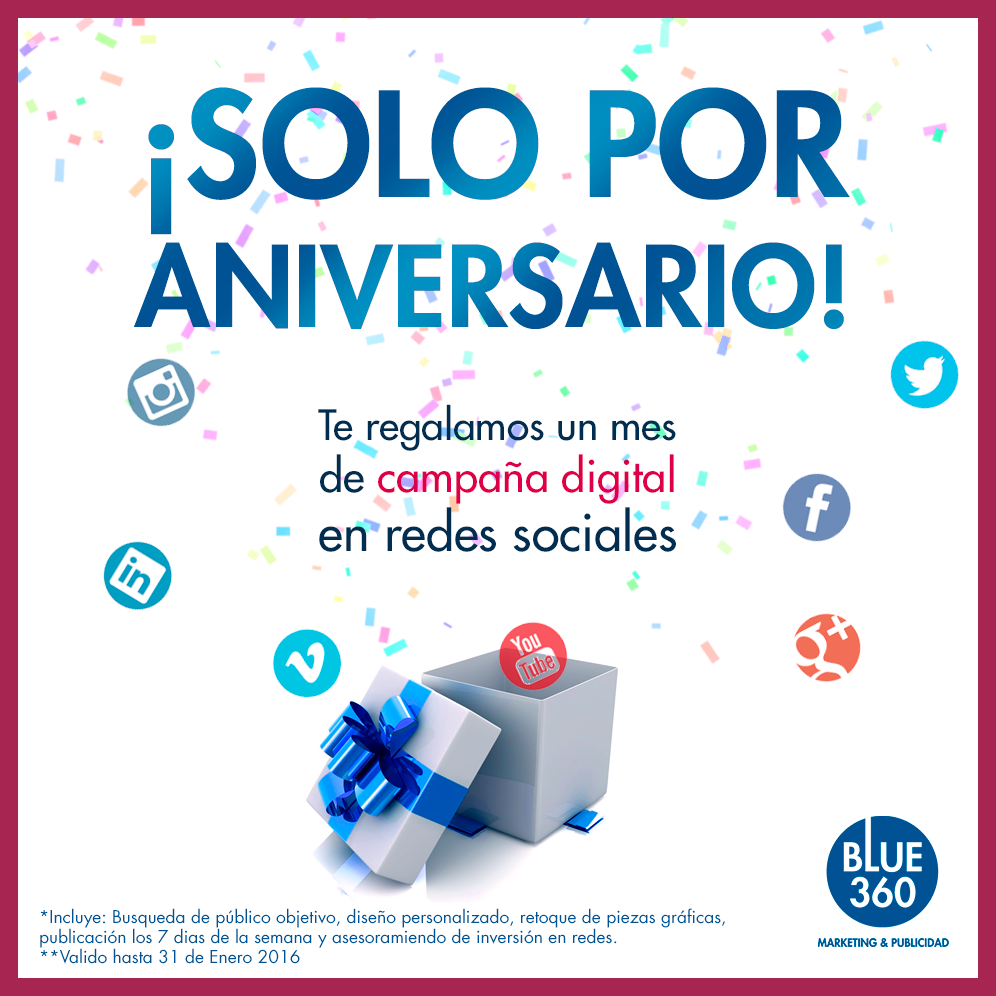 ¡SOLO POR
ANIVERSARIO!
Te regalamos un mes
de campaña digital
en redes sociales
in
f
g+
v
You
Tube
BLUE
360
MARKETING & PUBLICIDAD
*Incluye: Busqueda de público objetivo, diseño personalizado, retoque de piezas gráficas,
publicación los 7 dias de la semana y asesoramiendo de inversión en redes.
**Valido hasta 31 de Enero 2016